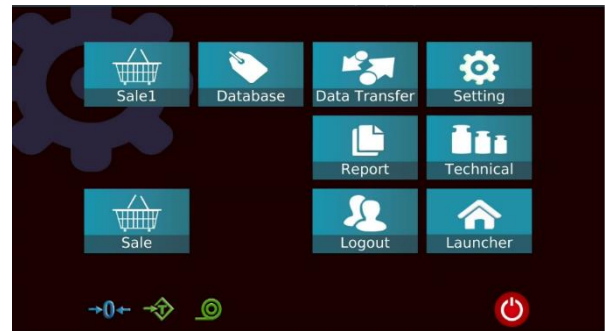 Sale1
Database
Data Transfer
Setting
Report
Technical
Sale
Logout
Launcher
→0←
→T←